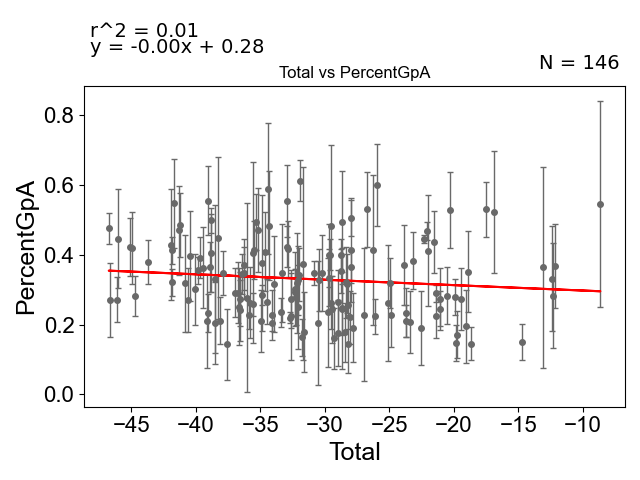 r^2 = 0.01
y = -0.00x + 0.28
N = 146
Total vs PercentGpA
PercentGpA
0.8
0.6
0.4
0.2
0.0
−45 −40 −35 −30 −25 −20 −15 −10
Total